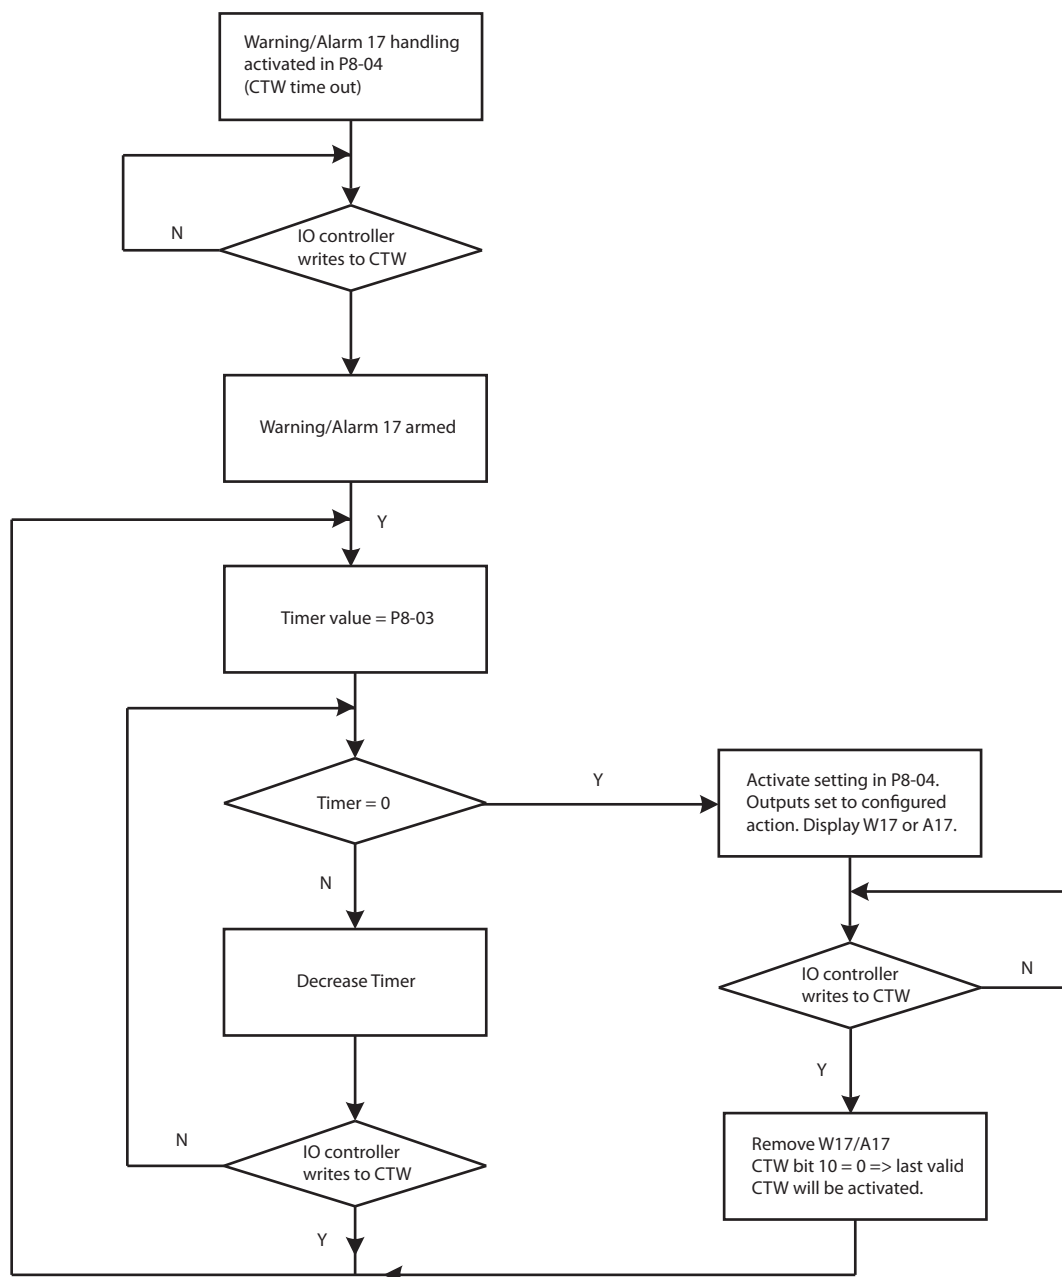 Warning/Alarm 17 handling
activated in P8-04
(CTW time out)
N
IO controller
writes to CTW
Warning/Alarm 17 armed
Y
Timer value = P8-03
Timer = 0
Y
Activate setting in P8-04.
Outputs set to configured
action. Display W17 or A17.
N
Decrease Timer
IO controller
writes to CTW
N
Y
N
IO controller
writes to CTW
Remove W17/A17
CTW bit 10 = 0 => last valid
CTW will be activated.
Y